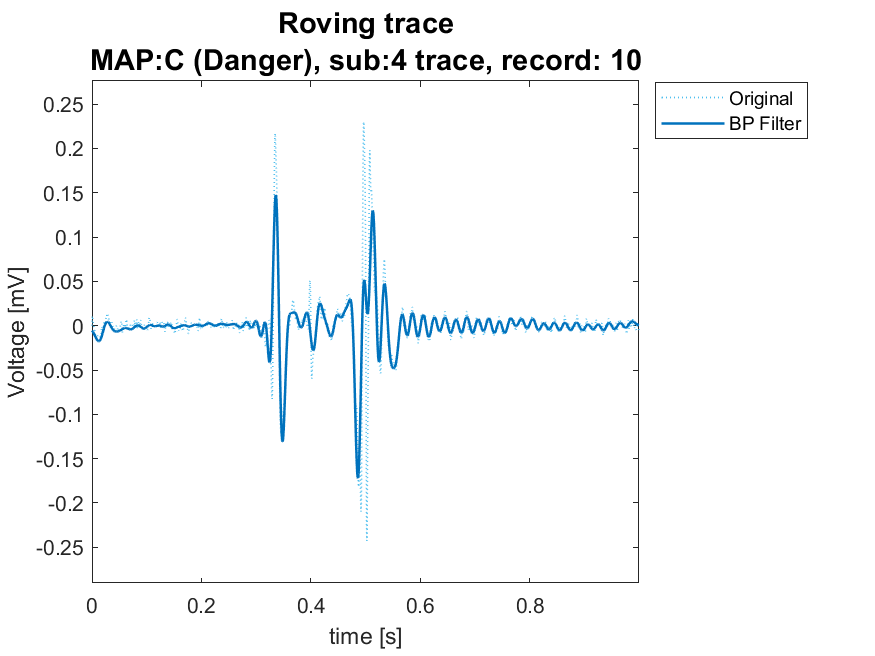 Roving trace
MAP:C (Danger), sub:4 trace, record: 10
Original
BP Filter
0.25
0.2
0.15
0.1
0.05
0
-0.05
-0.1
-0.15
-0.2
-0.25
Voltage [mV]
0 0.2 0.4 0.6 0.8
time [s]